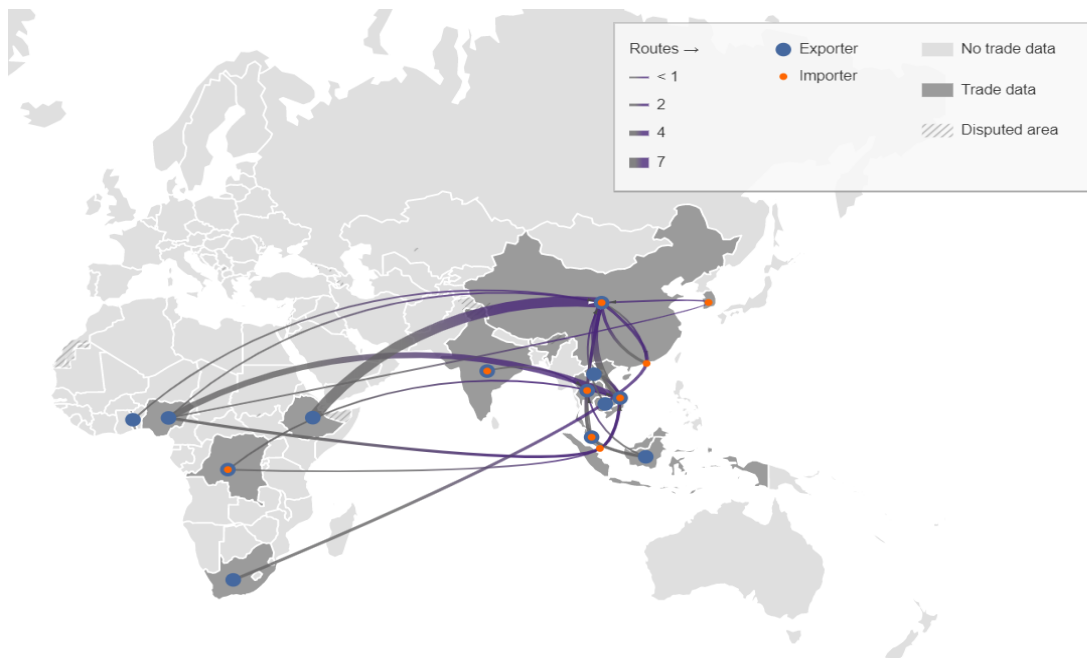 Routes →
< 1
2
4
7
Exporter
Importer
No trade data
Trade data
Disputed area